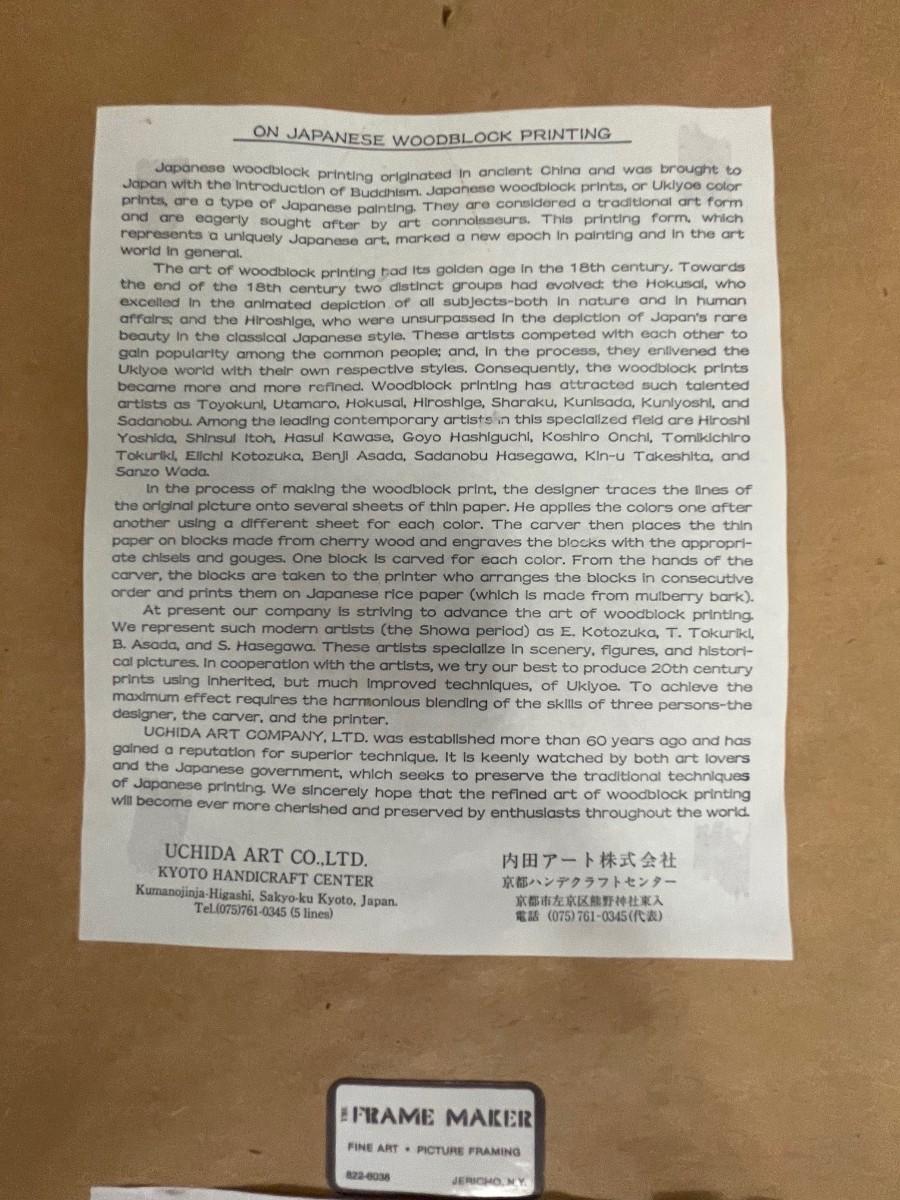 ON JAPANESE WOODBLOCK PRINTING
Japanese woodblock printing originated in ancient China and was brought to
Japan with the introduction of Buddhism. Japanese woodblock prints, or Ukiyoe color
prints, are a type of Japanese painting. They are considered a traditional art form
and are eagerly sought after by art connoisseurs. This printing form, which
represents a uniquely Japanese art, marked a new epoch in painting and in the art
world in general.
The art of woodblock printing had its golden age in the 18th century. Towards
the end of the 18th century two distinct groups had evolved: the Hokusai, who
excelled in the animated depiction of all subjects-both in nature and in human
affairs; and the Hiroshige, who were unsurpassed in the depiction of Japan's rare
beauty in the classical Japanese style. These artists competed with each other to
gain popularity among the common people; and, in the process, they enlivened the
Ukiyoe world with their own respective styles. Consequently, the woodblock prints
became more and more refined. Woodblock printing has attracted such talented
artists as Toyokuni, Utamaro, Hokusai, Hiroshige, Sharaku, Kunisada, Kuniyoshi, and
Sadanobu. Among the leading contemporary artists in this specialized field are Hiroshi
Yoshida, Shinsui Itoh, Hasui Kawase, Goyo Hashiguchi, Koshiro Onchi, Tomikichiro
Tokuriki, Eiichi Kotozuka, Benji Asada, Sadanobu Hasegawa, Kin-u Takeshita, and
Sanzo Wada.
In the process of making the woodblock print, the designer traces the lines of
the original picture onto several sheets of thin paper. He applies the colors one after
another using a different sheet for each color. The carver then places the thin
paper on blocks made from cherry wood and engraves the blocks with the appropri-
ate chisels and gouges. One block is carved for each color. From the hands of the
carver, the blocks are taken to the printer who arranges the blocks in consecutive
order and prints them on Japanese rice paper (which is made from mulberry bark).
At present our company is striving to advance the art of woodblock printing.
We represent such modern artists (the Showa period) as E. Kotozuka, T. Tokuriki,
B. Asada, and S. Hasegawa. These artists specialize in scenery, figures, and histori-
cal pictures. In cooperation with the artists, we try our best to produce 20th century
prints using inherited, but much improved techniques, of Ukiyoe. To achieve the
maximum effect requires the harmonious blending of the skills of three persons-the
designer, the carver, and the printer.
UCHIDA ART COMPANY, LTD. was established more than 60 years ago and has
gained a reputation for superior technique. It is keenly watched by both art lovers
and the Japanese government, which seeks to preserve the traditional techniques
of Japanese printing. We sincerely hope that the refined art of woodblock printing
will become ever more cherished and preserved by enthusiasts throughout the world.
UCHIDA ART CO.,LTD.
KYOTO HANDICRAFT CENTER
Kumanojinja-Higashi, Sakyo-ku Kyoto, Japan.
Tel.(075)761-0345 (5 lines)
内田アート株式会社
京都ハンデクラフトセンター
京都市左京区熊野神社東入
電話 (075)761-0345(代表)
THE FRAME MAKER
FINE ART • PICTURE FRAMING
822-8036 JERICHO, N.Y.